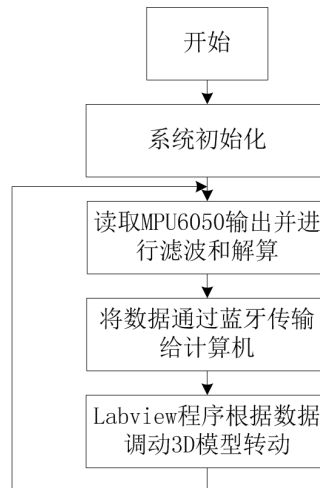 开始
系统初始化
读取MPU6050输出并进
行滤波和解算
将数据通过蓝牙传输
给计算机
Labview程序根据数据
调动3D模型转动